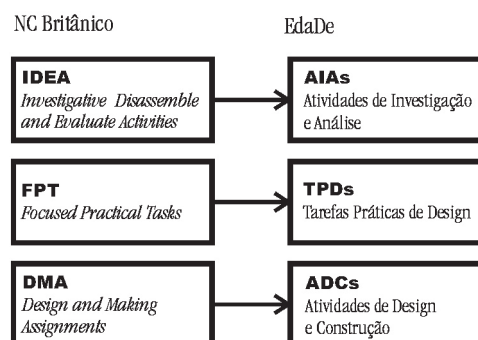 NC Britânico
EdaDe
IDEA
Investigative Disassemble
and Evaluate Activities
AIAs
Atividades de Investigação
e Análise
FPT
Focused Practical Tasks
TPDs
Tarefas Práticas de Design
DMA
Design and Making
Assignments
ADCs
Atividades de Design
e Construção